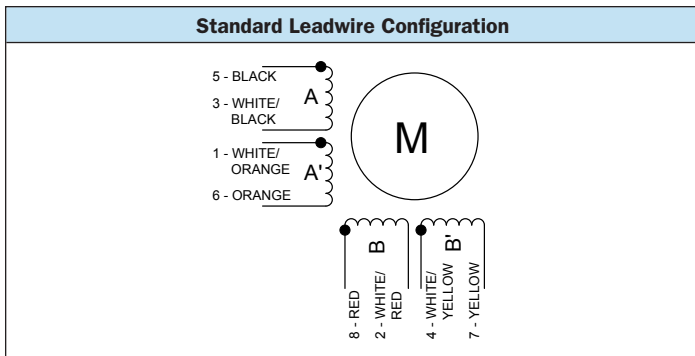 Standard Leadwire Configuration
5 - BLACK
A
3 - WHITE/
BLACK
1 - WHITE/
ORANGE
A'
6 - ORANGE
M
B
B'
8 - RED
2 - WHITE/
RED
4 - WHITE/
YELLOW
7 - YELLOW